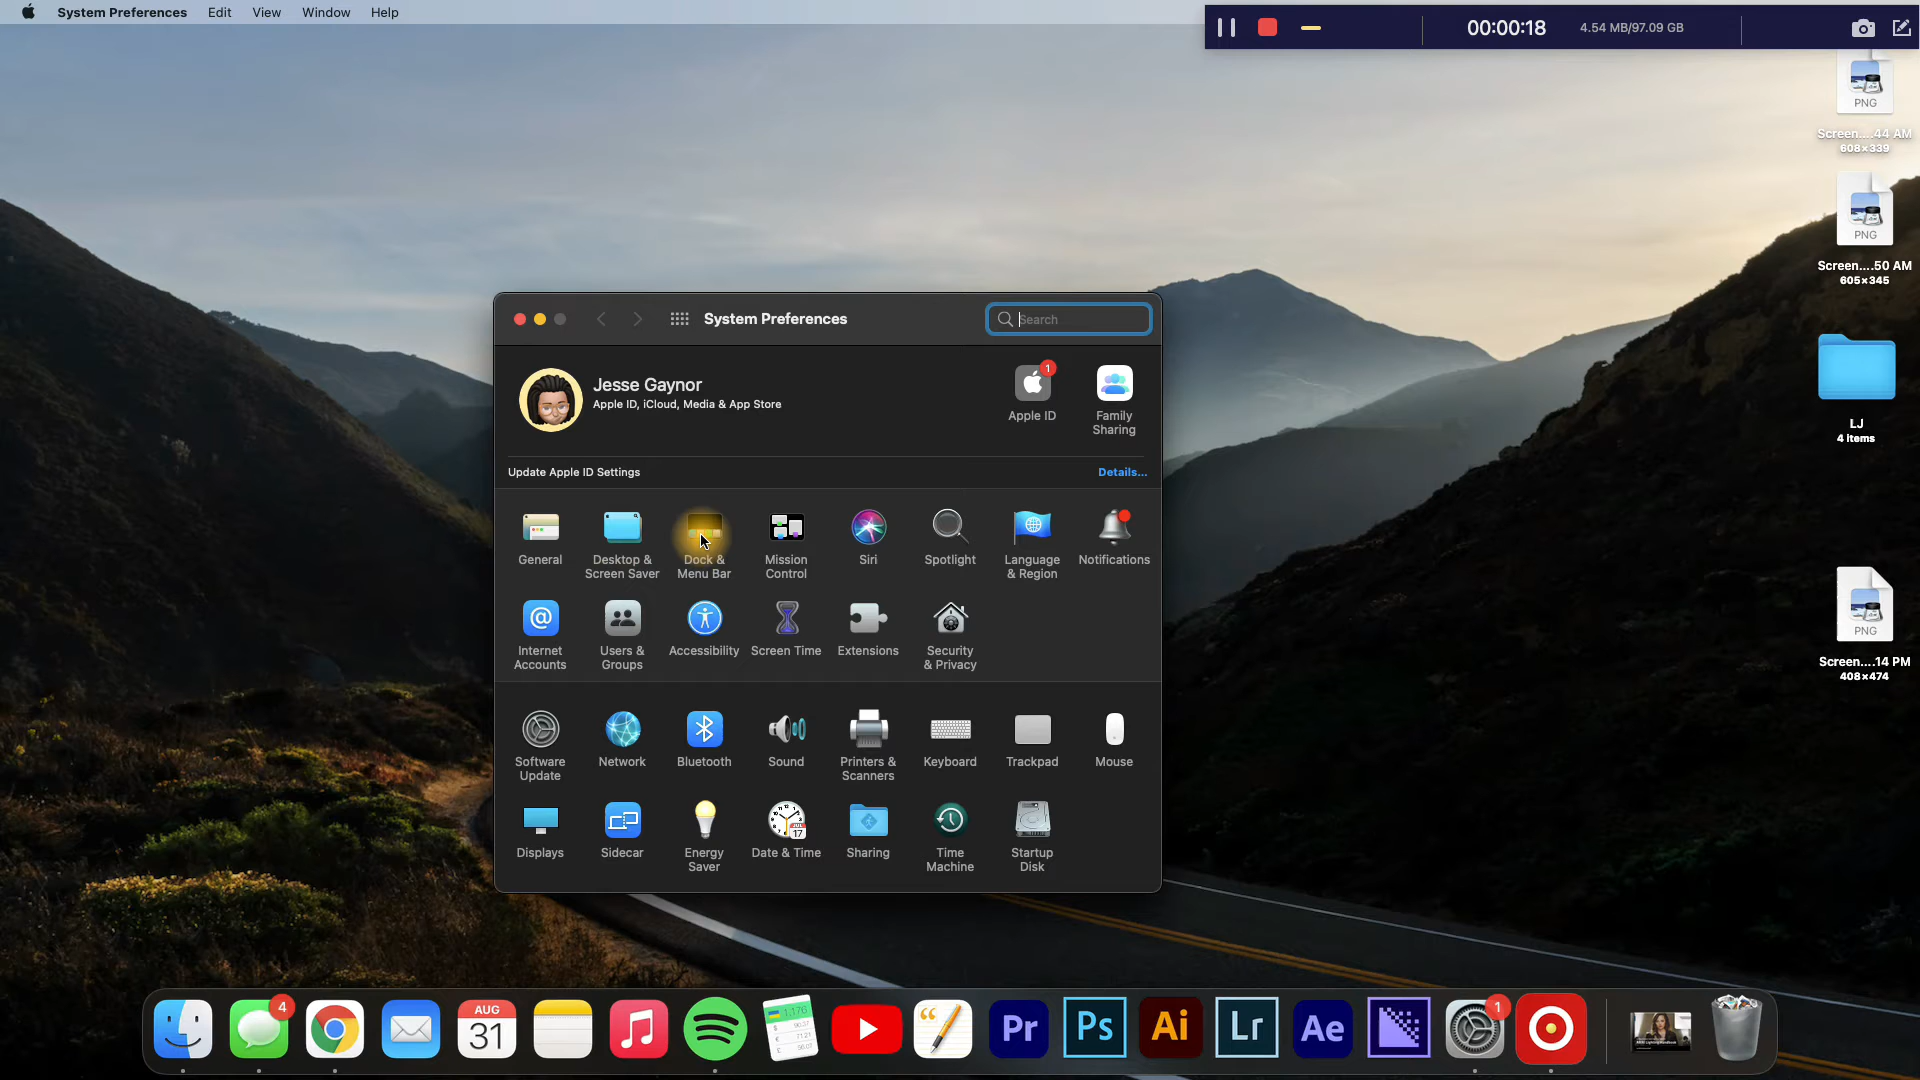 System Preferences Edit View Window Help
00:00:18 4.54 MB/97.09 GB
PNG
Screen....44 AM
608×339
PNG
Screen....50 AM
605×345
LJ
4 items
PNG
Screen....14 PM
408×474
System Preferences
Search
Jesse Gaynor
Apple ID, iCloud, Media & App Store
1
Apple ID
Family
Sharing
Update Apple ID Settings
Details...
General
Desktop &
Screen Saver
Dock &
Menu Bar
Mission
Control
Siri
Spotlight
Language
& Region
Notifications
@
Internet
Accounts
Users &
Groups
Accessibility
Screen Time
Extensions
Security
& Privacy
Software
Update
Network
Bluetooth
Sound
Printers &
Scanners
Keyboard
Trackpad
Mouse
Displays
Sidecar
Energy
Saver
JUL
17
Date & Time
Sharing
Time
Machine
Startup
Disk
4
AUG
31
1,176
Pr
Ps
Ai
Lr
Ae
1